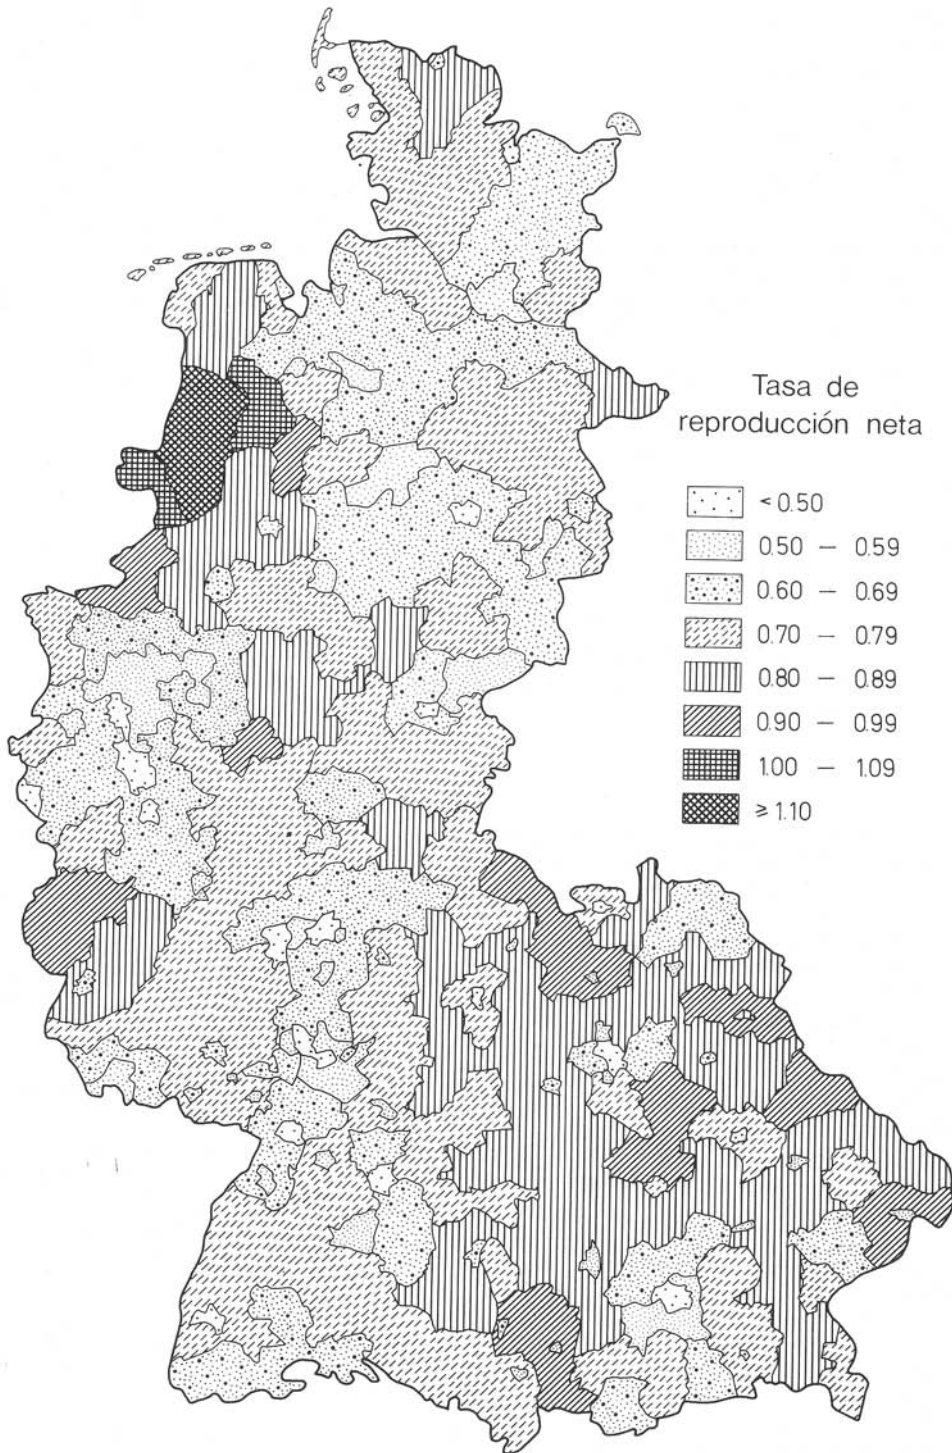 Tasa de
reproducción neta
< 0.50
0.50 — 0.59
0.60 — 0.69
0.70 — 0.79
0.80 — 0.89
0.90 — 0.99
1.00 — 1.09
≥ 1.10